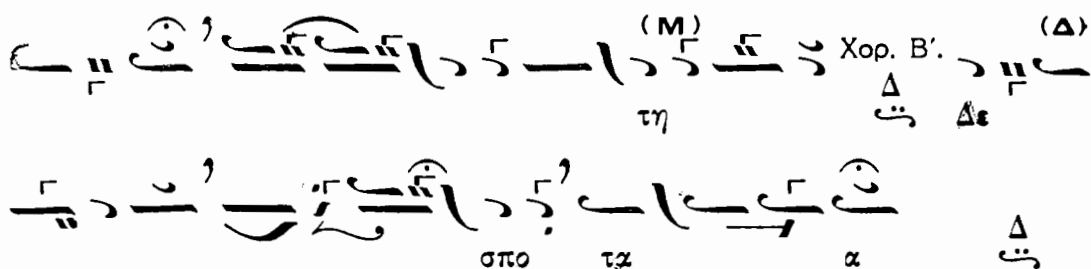 (Μ) Χορ. Β′. (Δ)
τη Δ Δε
σπο τα α Δ